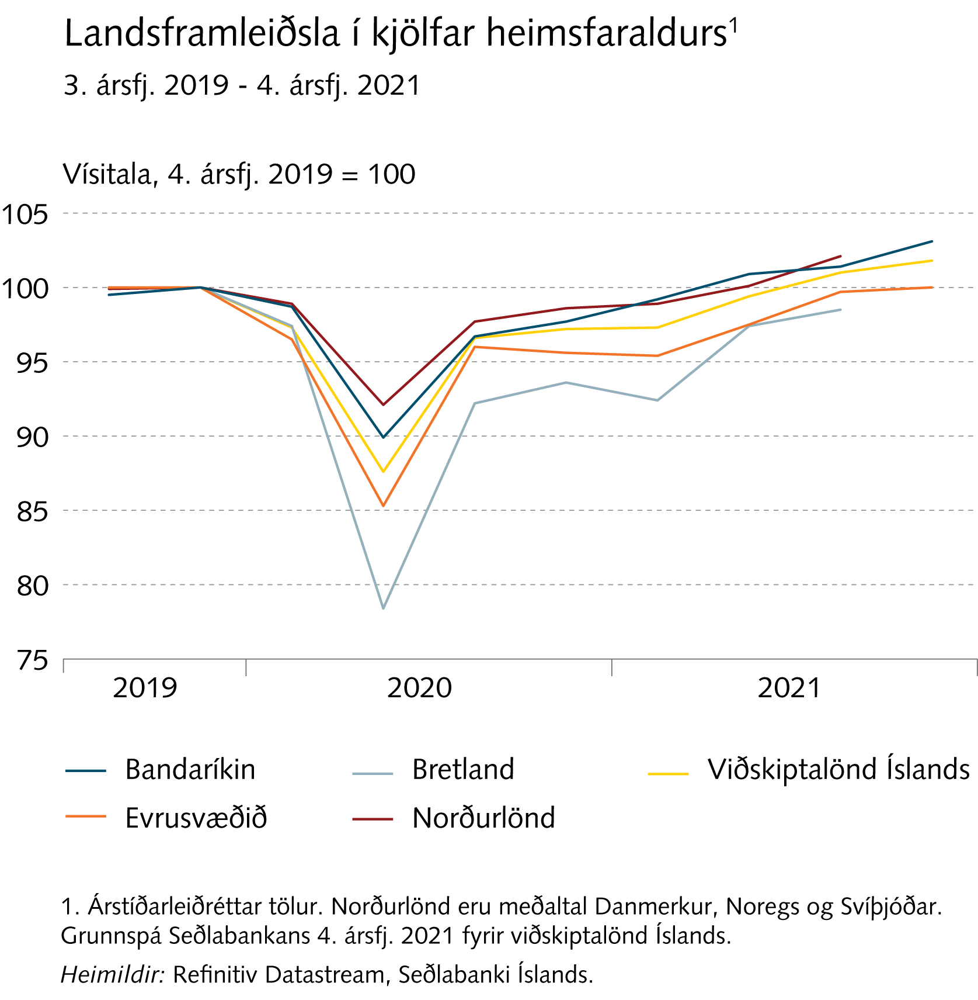 Landsframleiðsla í kjölfar heimsfaraldurs¹
3. ársfj. 2019 - 4. ársfj. 2021
Vísitala, 4. ársfj. 2019 = 100
105
100
95
90
85
80
75
2019 2020 2021
Bandaríkin Bretland Viðskiptalönd Íslands
Evrusvæðið Norðurlönd
1. Árstíðarleiðréttar tölur. Norðurlönd eru meðaltal Danmerkur, Noregs og Svíþjóðar.
Grunnspá Seðlabankans 4. ársfj. 2021 fyrir viðskiptalönd Íslands.
Heimildir: Refinitiv Datastream, Seðlabanki Íslands.